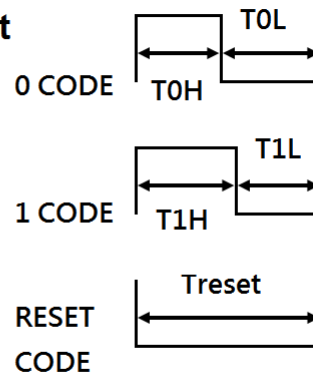 t
T0L
0 CODE
T0H
T1L
1 CODE
T1H
Treset
RESET
CODE